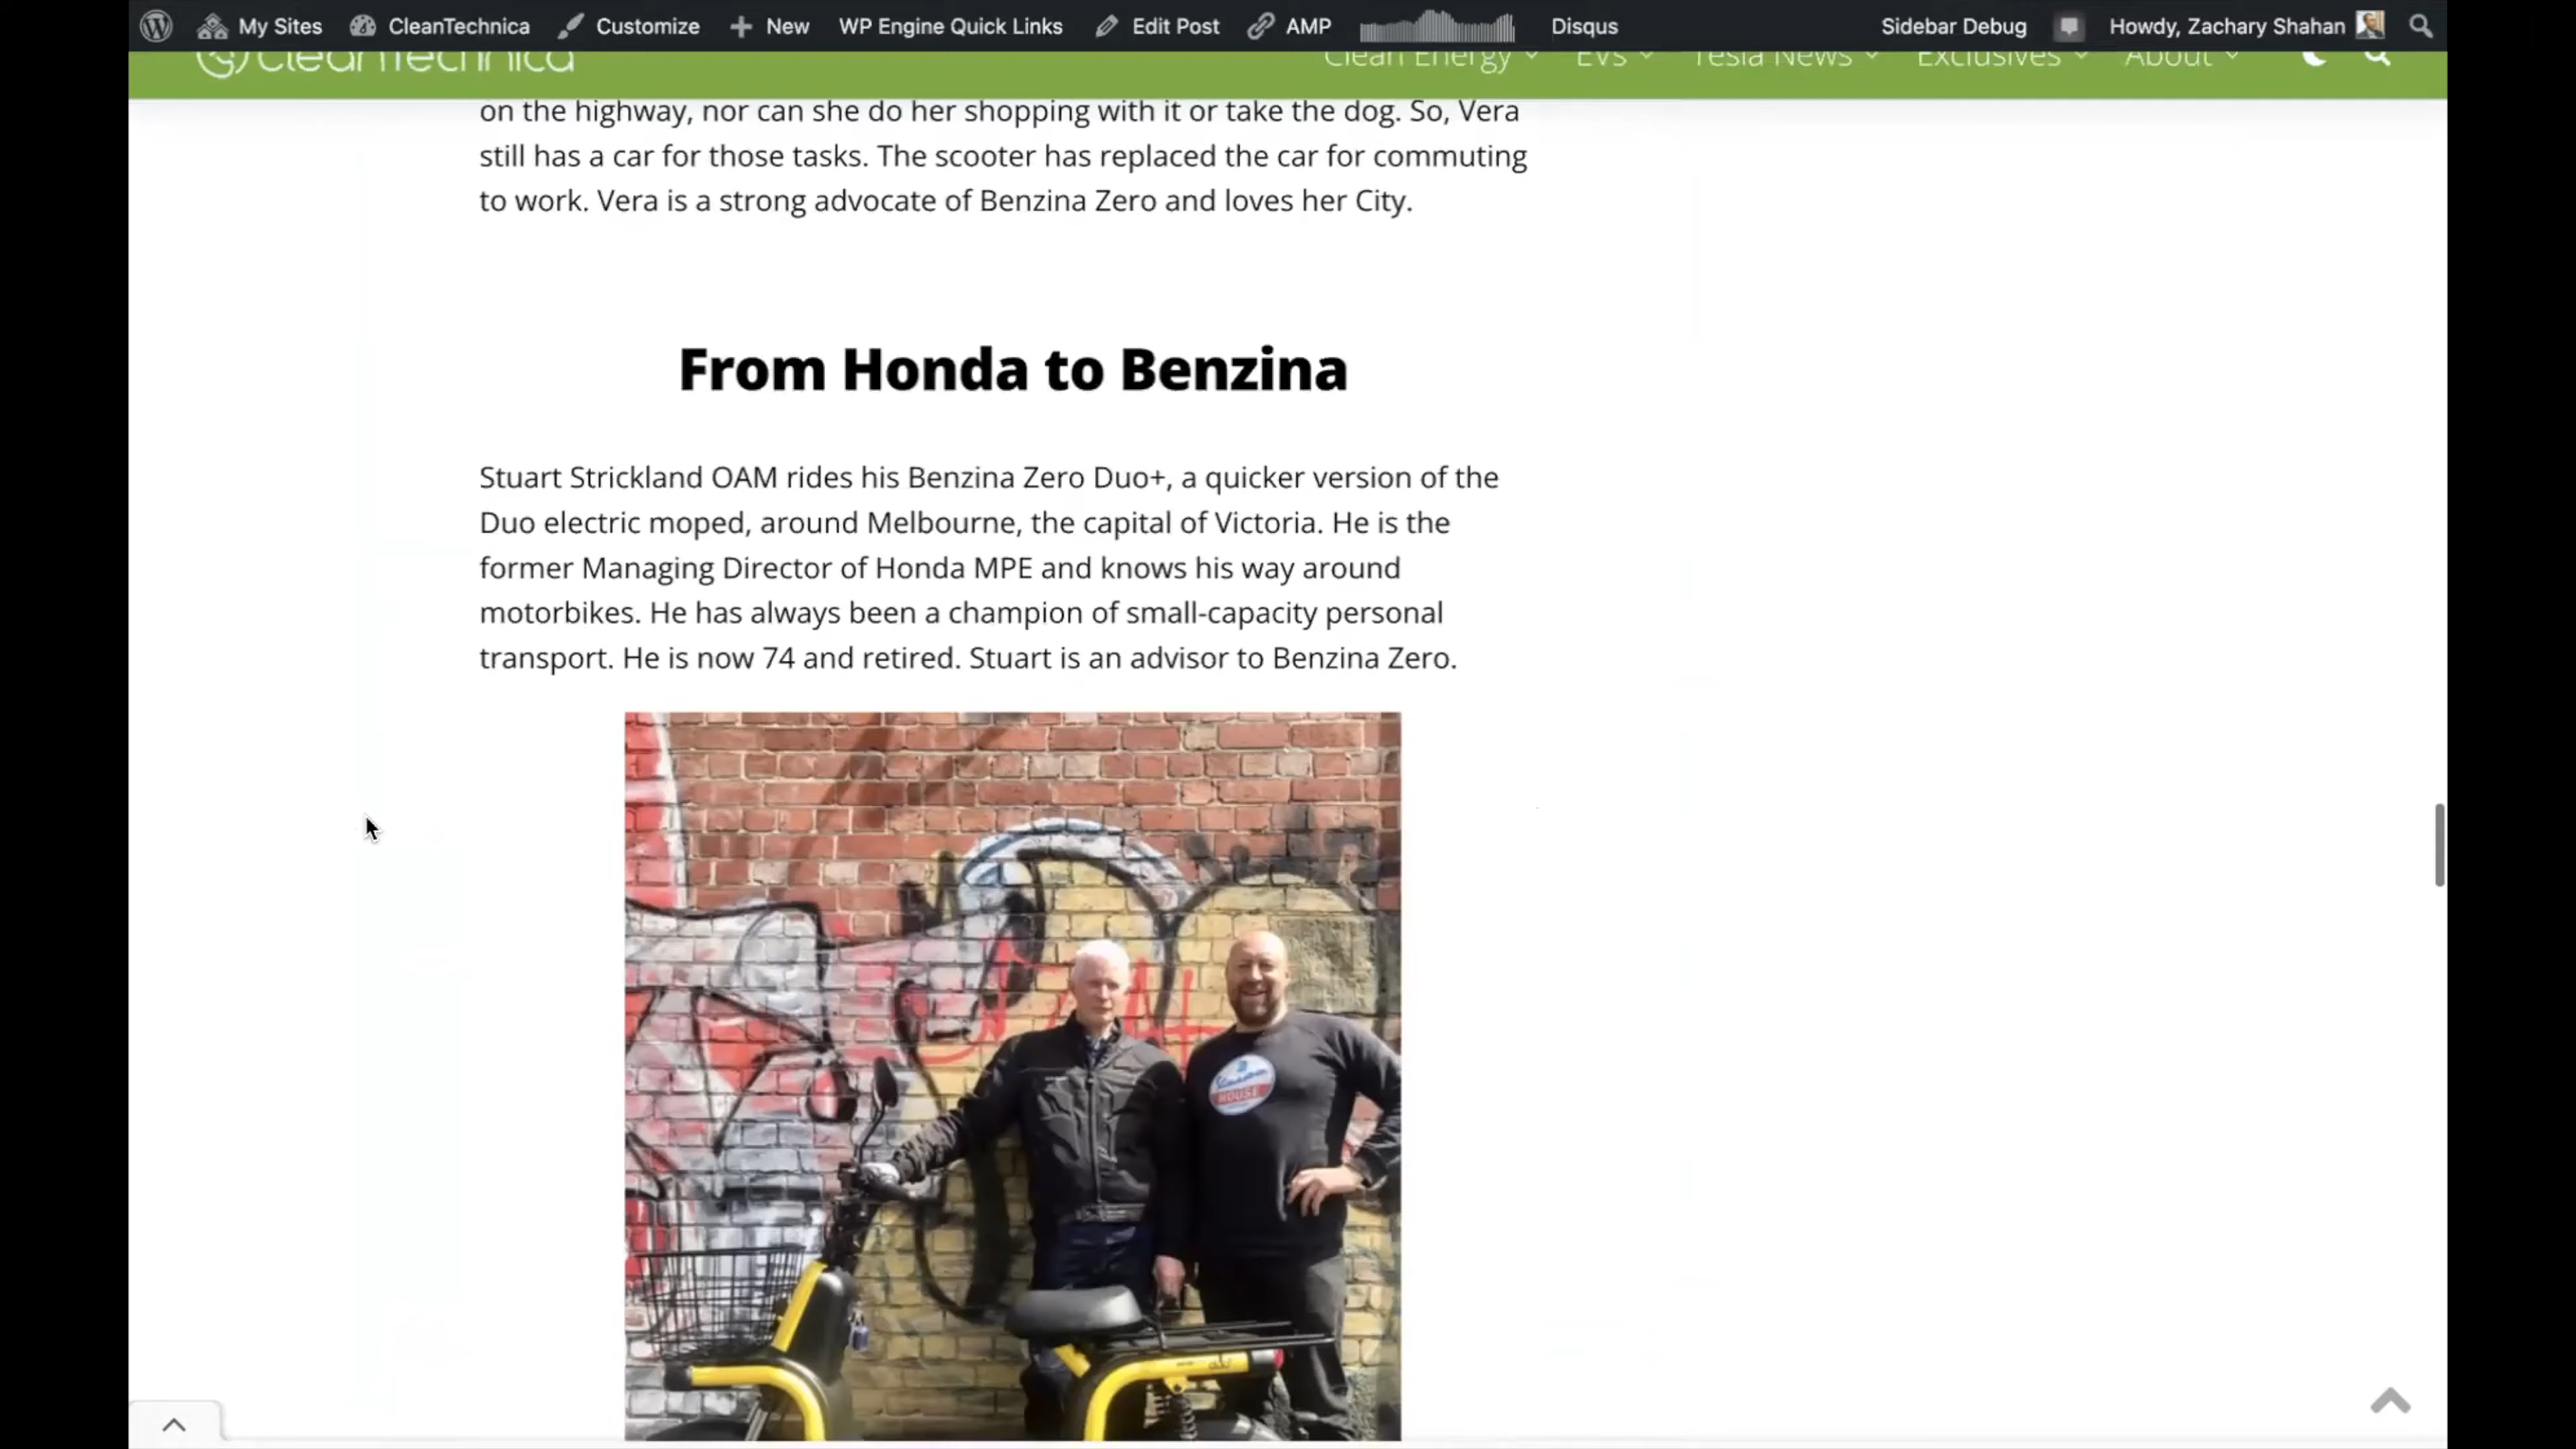 My Sites CleanTechnica Customize New WP Engine Quick Links Edit Post AMP Disqus Sidebar Debug Howdy, Zachary Shahan
CleanTechnica Clean Energy EVs Tesla News Exclusives About
on the highway, nor can she do her shopping with it or take the dog. So, Vera
still has a car for those tasks. The scooter has replaced the car for commuting
to work. Vera is a strong advocate of Benzina Zero and loves her City.
From Honda to Benzina
Stuart Strickland OAM rides his Benzina Zero Duo+, a quicker version of the
Duo electric moped, around Melbourne, the capital of Victoria. He is the
former Managing Director of Honda MPE and knows his way around
motorbikes. He has always been a champion of small-capacity personal
transport. He is now 74 and retired. Stuart is an advisor to Benzina Zero.
HOUSE